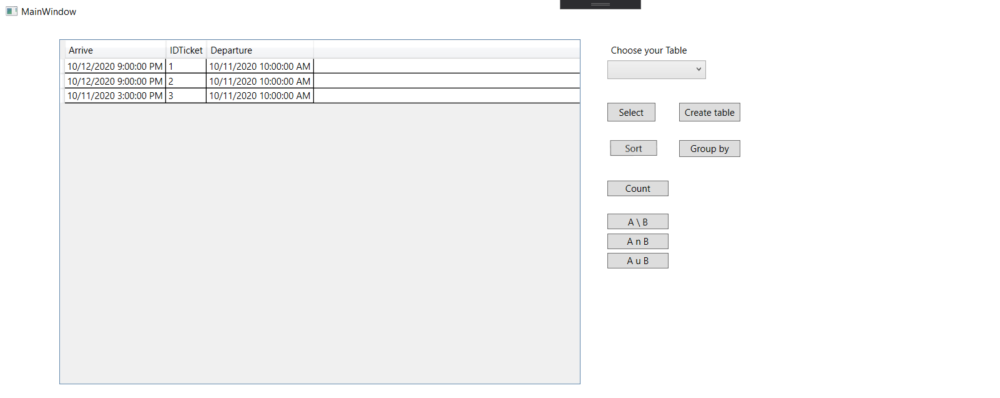 MainWindow
Arrive IDTicket Departure
10/12/2020 9:00:00 PM 1 10/11/2020 10:00:00 AM
10/12/2020 9:00:00 PM 2 10/11/2020 10:00:00 AM
10/11/2020 3:00:00 PM 3 10/11/2020 10:00:00 AM
Choose your Table
Select Create table
Sort Group by
Count
A \ B
A n B
A u B